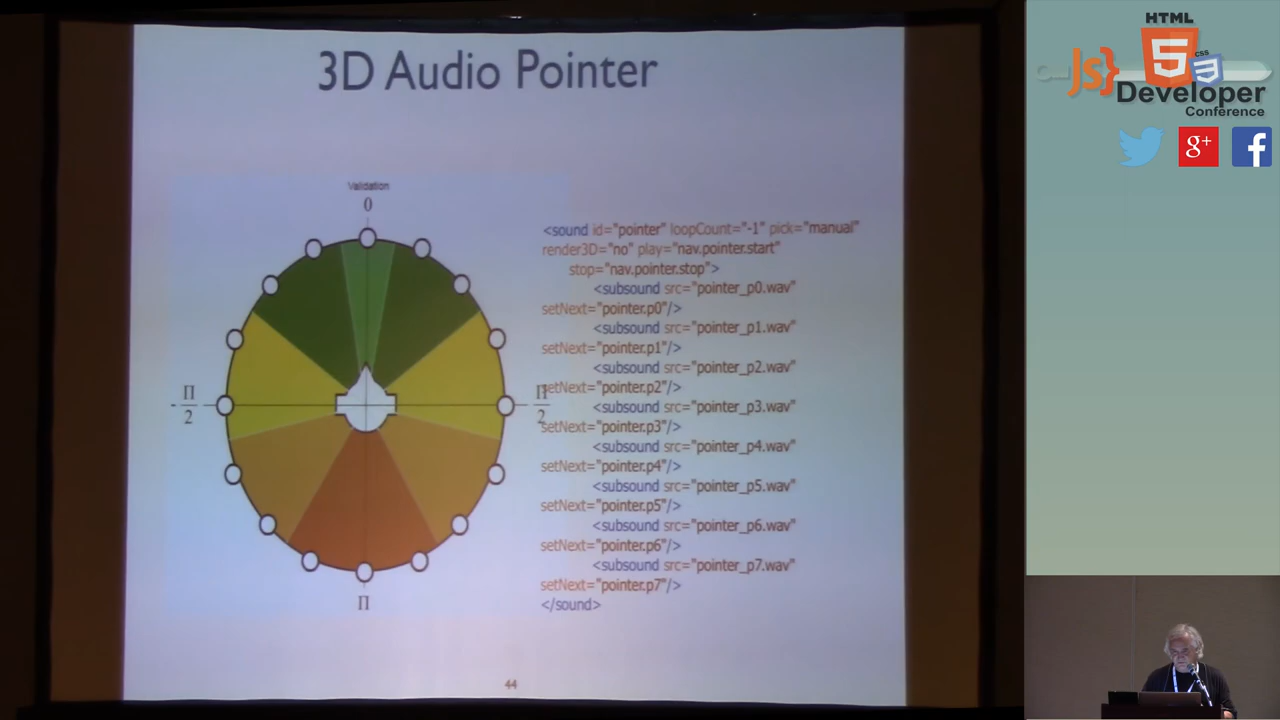 3D Audio Pointer
Validation
0
- Π/2
Π/2
Π
<sound id="pointer" loopCount="-1" pick="manual"
render3D="no" play="nav.pointer.start"
stop="nav.pointer.stop">
<subsound src="pointer_p0.wav"
setNext="pointer.p0"/>
<subsound src="pointer_p1.wav"
setNext="pointer.p1"/>
<subsound src="pointer_p2.wav"
setNext="pointer.p2"/>
<subsound src="pointer_p3.wav"
setNext="pointer.p3"/>
<subsound src="pointer_p4.wav"
setNext="pointer.p4"/>
<subsound src="pointer_p5.wav"
setNext="pointer.p5"/>
<subsound src="pointer_p6.wav"
setNext="pointer.p6"/>
<subsound src="pointer_p7.wav"
setNext="pointer.p7"/>
</sound>
44
HTML
JS} 5 CSS 3
Developer
Conference
g+ f